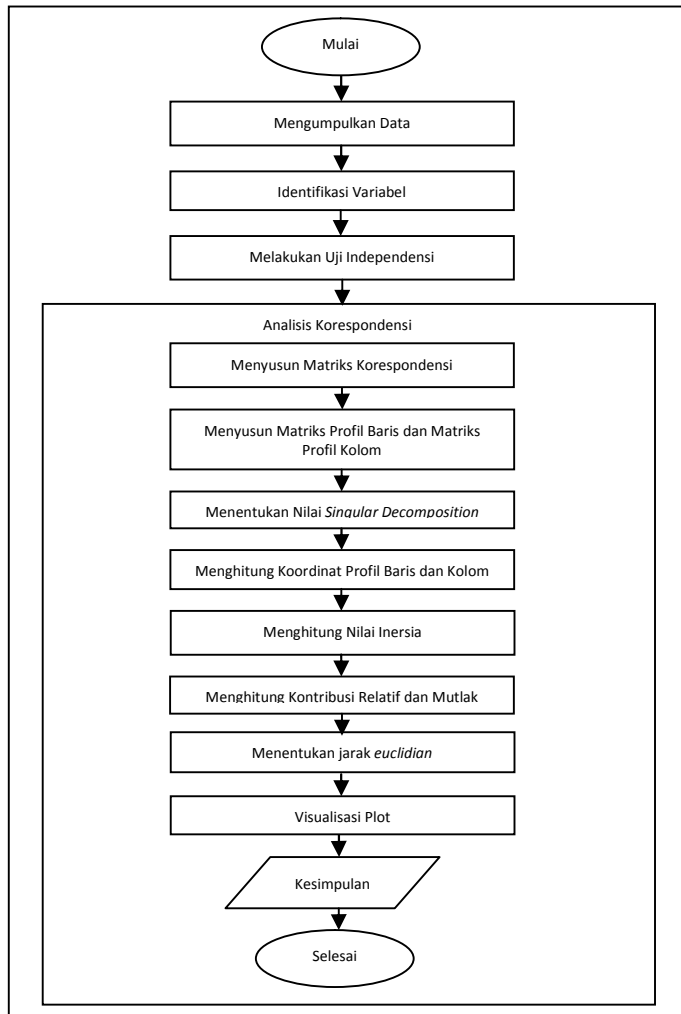 Mulai
Mengumpulkan Data
Identifikasi Variabel
Melakukan Uji Independensi
Analisis Korespondensi
Menyusun Matriks Korespondensi
Menyusun Matriks Profil Baris dan Matriks
Profil Kolom
Menentukan Nilai Singular Decomposition
Menghitung Koordinat Profil Baris dan Kolom
Menghitung Nilai Inersia
Menghitung Kontribusi Relatif dan Mutlak
Menentukan jarak euclidian
Visualisasi Plot
Kesimpulan
Selesai